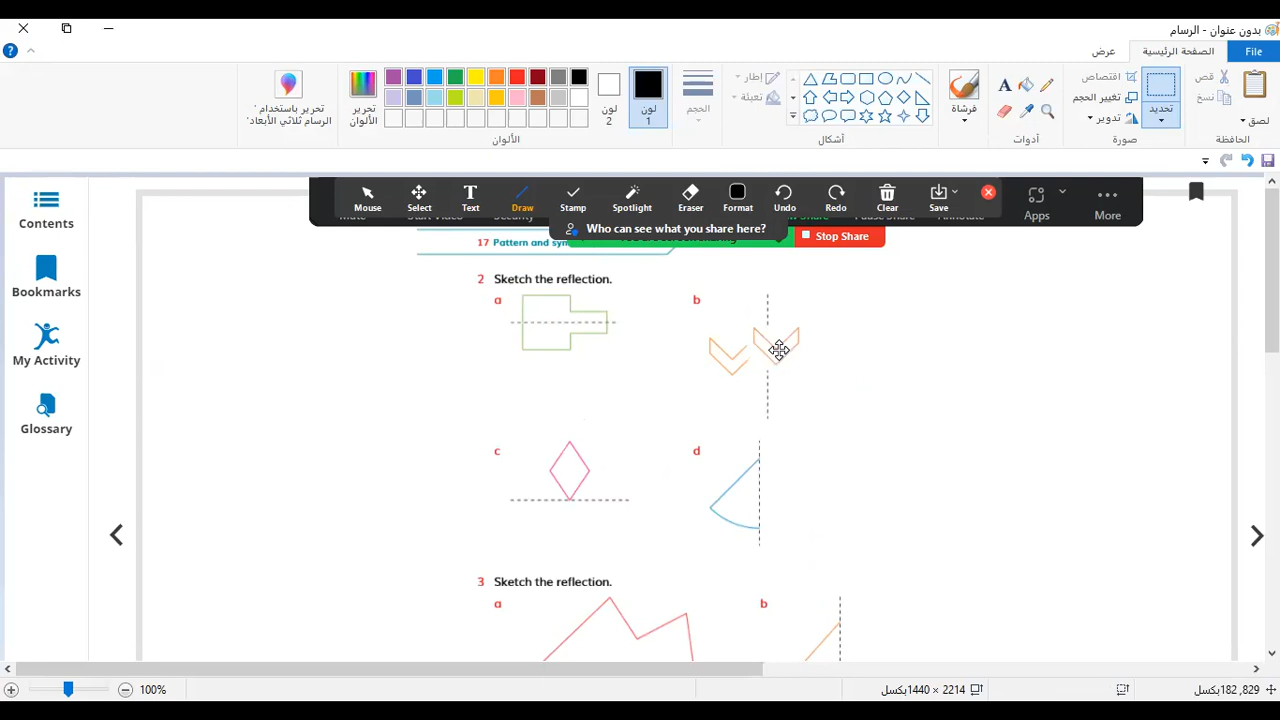 بدون عنوان - الرسام
File
الصفحة الرئيسية
عرض
لصق
قص
نسخ
الحافظة
تحديد
اقتصاص
تغيير الحجم
تدوير
صورة
أدوات
فرشاة
أشكال
إطار
تعبئة
الحجم
لون
1
لون
2
تحرير
الألوان
الألوان
تحرير باستخدام
الرسام ثلاثي الأبعاد
Mouse
Select
Text
Draw
Stamp
Spotlight
Eraser
Format
Undo
Redo
Clear
Save
Apps
More
Who can see what you share here?
Stop Share
Contents
Bookmarks
My Activity
Glossary
17 Pattern and sym
2 Sketch the reflection.
a
b
c
d
3 Sketch the reflection.
a
b
100%
1440 × 2214بكسل
182, 829بكسل